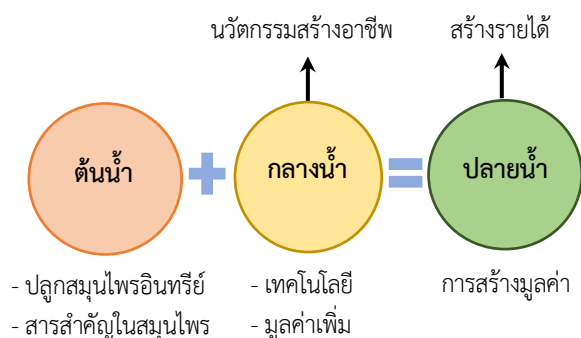 นวัตกรรมสร้างอาชีพ
สร้างรายได้
ต้นน้ำ
+
กลางน้ำ
=
ปลายน้ำ
- ปลูกสมุนไพรอินทรีย์
- สารสำคัญในสมุนไพร
- เทคโนโลยี
- มูลค่าเพิ่ม
การสร้างมูลค่า